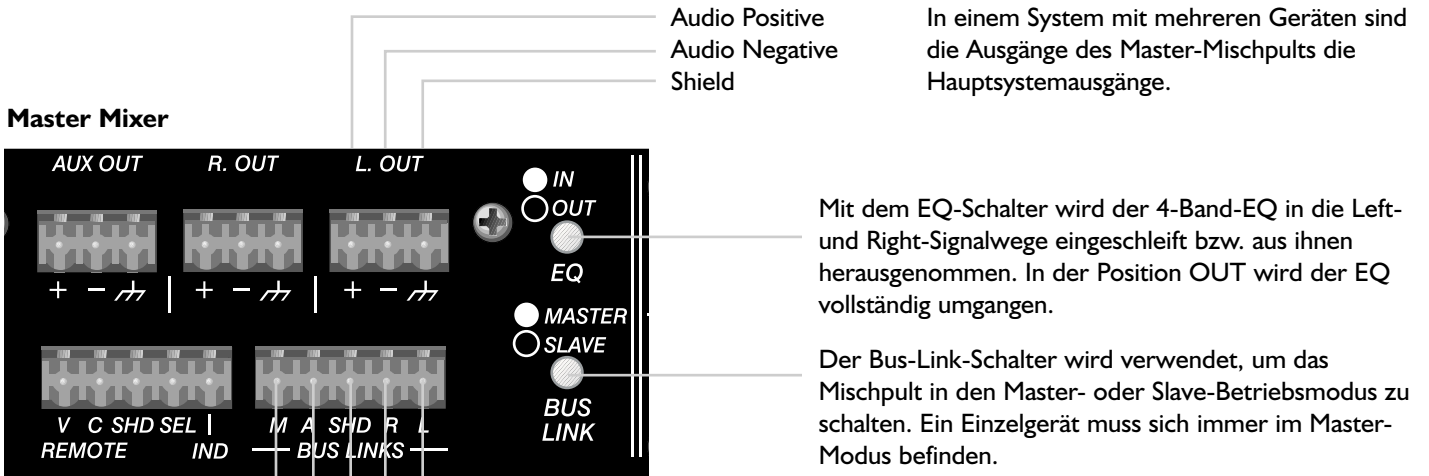 Audio Positive
Audio Negative
Shield
In einem System mit mehreren Geräten sind
die Ausgänge des Master-Mischpults die
Hauptsystemausgänge.
Master Mixer
AUX OUT R. OUT L. OUT
IN
OUT
EQ
+ − + − + −
MASTER
SLAVE
BUS
LINK
V C SHD SEL IND
REMOTE
M A SHD R L
BUS LINKS
Mit dem EQ-Schalter wird der 4-Band-EQ in die Left-
und Right-Signalwege eingeschleift bzw. aus ihnen
herausgenommen. In der Position OUT wird der EQ
vollständig umgangen.
Der Bus-Link-Schalter wird verwendet, um das
Mischpult in den Master- oder Slave-Betriebsmodus zu
schalten. Ein Einzelgerät muss sich immer im Master-
Modus befinden.